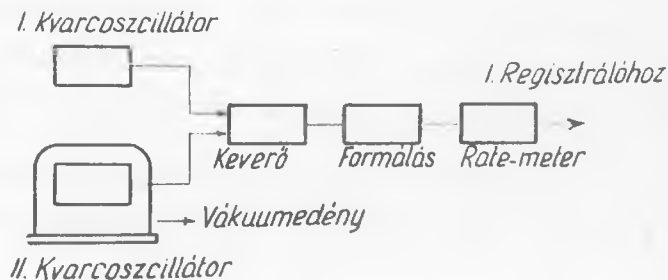 I. Kvarcoszcillátor
I. Regisztrálóhoz
Keverő
Formálás
Rate-meter
Vákuumedény
II. Kvarcoszcillátor